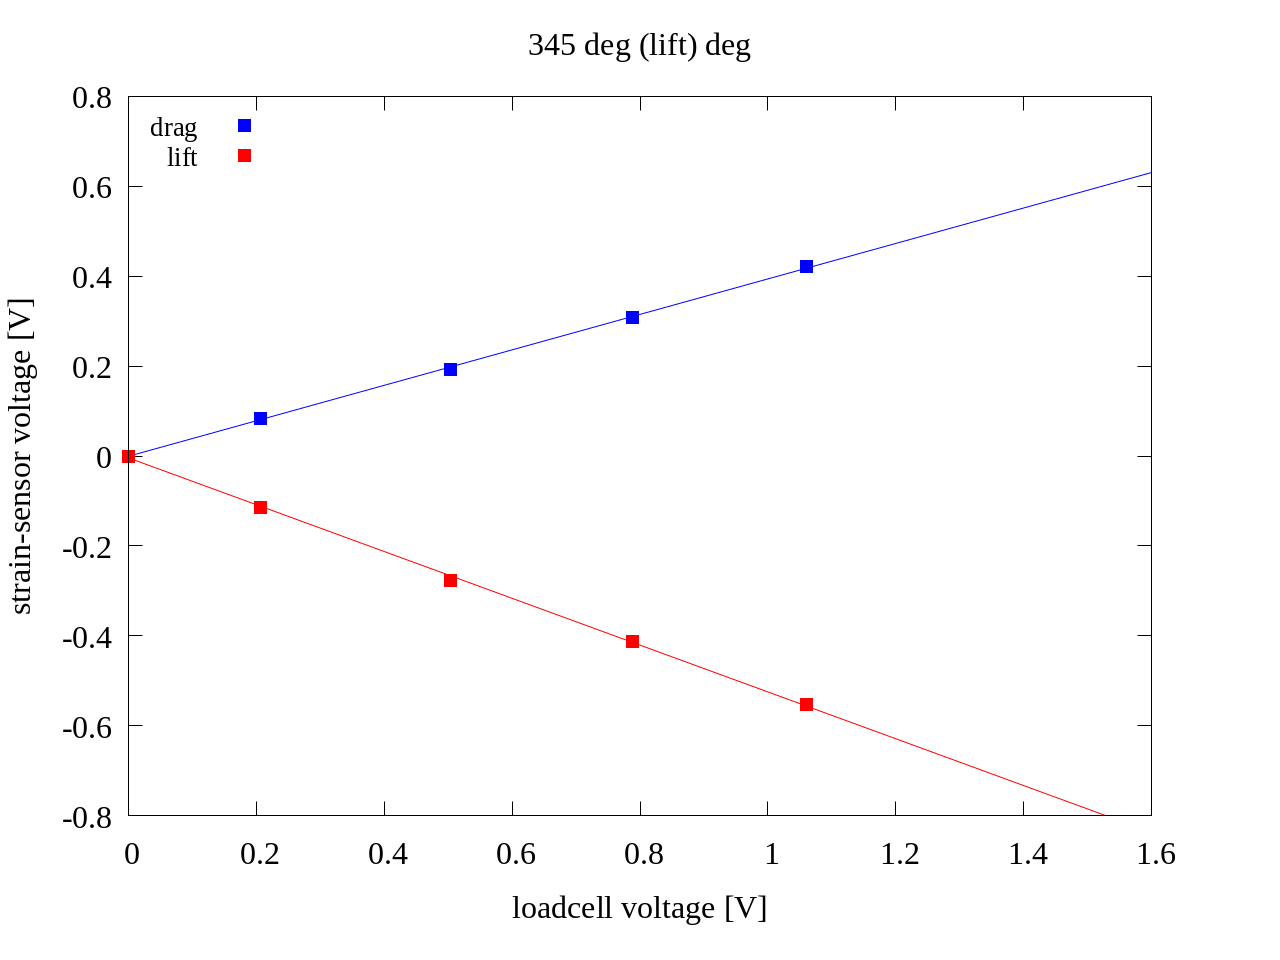 345 deg (lift) deg
drag
lift
0.8
0.6
0.4
0.2
0
-0.2
-0.4
-0.6
-0.8
strain-sensor voltage [V]
0 0.2 0.4 0.6 0.8 1 1.2 1.4 1.6
loadcell voltage [V]